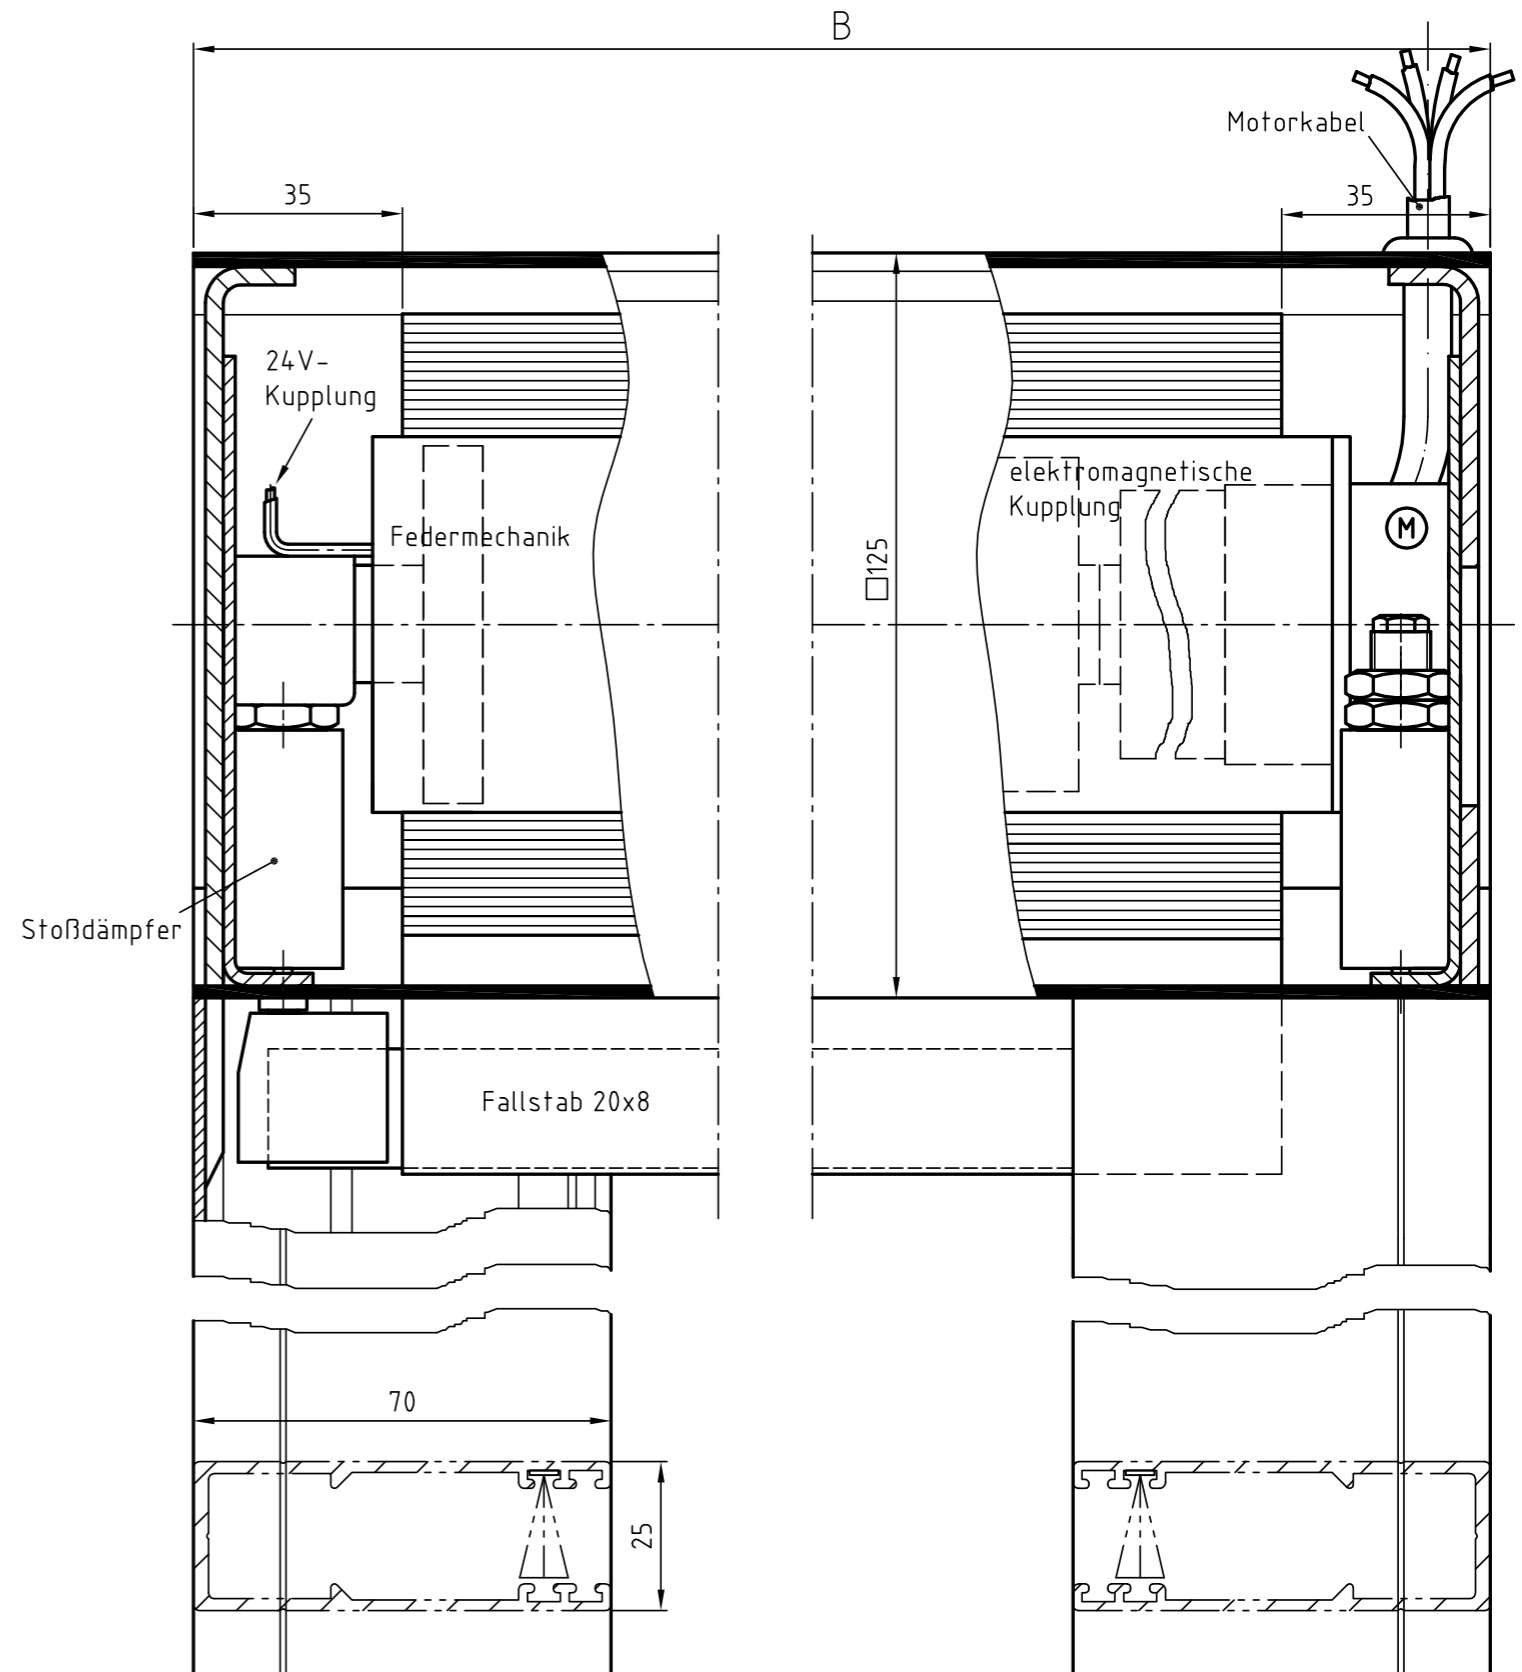 B
Motorkabel
35
35
24V-
Kupplung
elektromagnetische
Kupplung
Federmechanik
M
□125
Stoßdämpfer
Fallstab 20x8
70
25